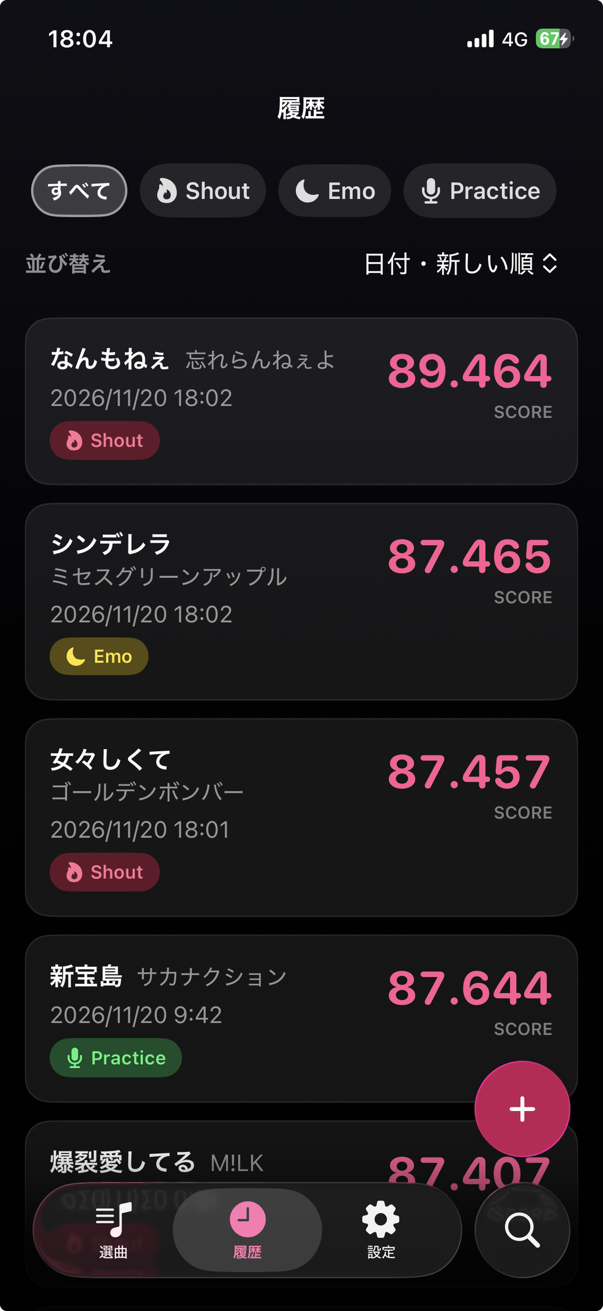 18:04
4G 67
履歴
すべて Shout Emo Practice
並び替え 日付・新しい順
なんもねぇ 忘れらんねぇよ 89.464
2026/11/20 18:02 SCORE
Shout
シンデレラ 87.465
ミセスグリーンアップル SCORE
2026/11/20 18:02
Emo
女々しくて 87.457
ゴールデンボンバー SCORE
2026/11/20 18:01
Shout
新宝島 サカナクション 87.644
2026/11/20 9:42 SCORE
Practice
爆裂愛してる M!LK 87.407
選曲 履歴 設定